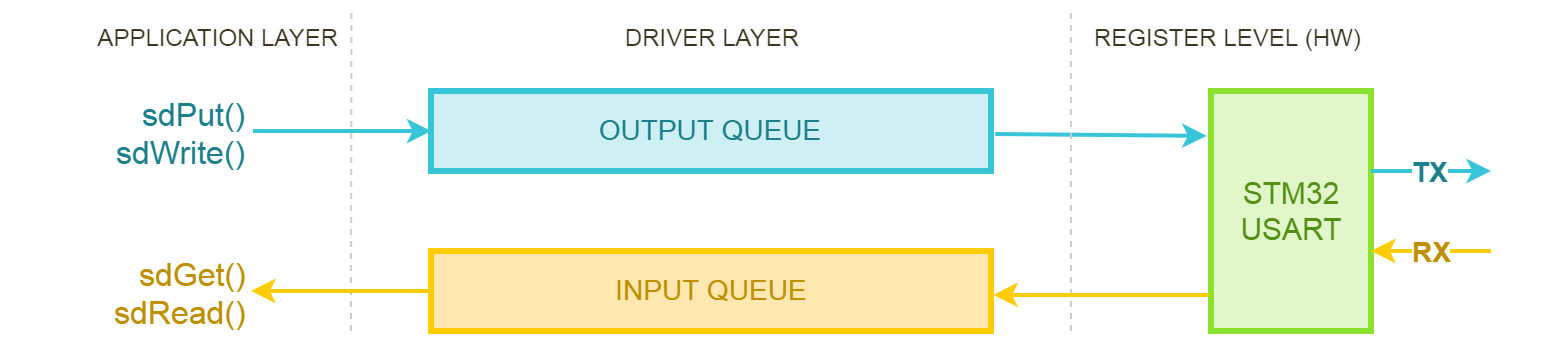 APPLICATION LAYER
DRIVER LAYER
REGISTER LEVEL (HW)
sdPut()
sdWrite()
OUTPUT QUEUE
STM32
USART
TX
RX
sdGet()
sdRead()
INPUT QUEUE